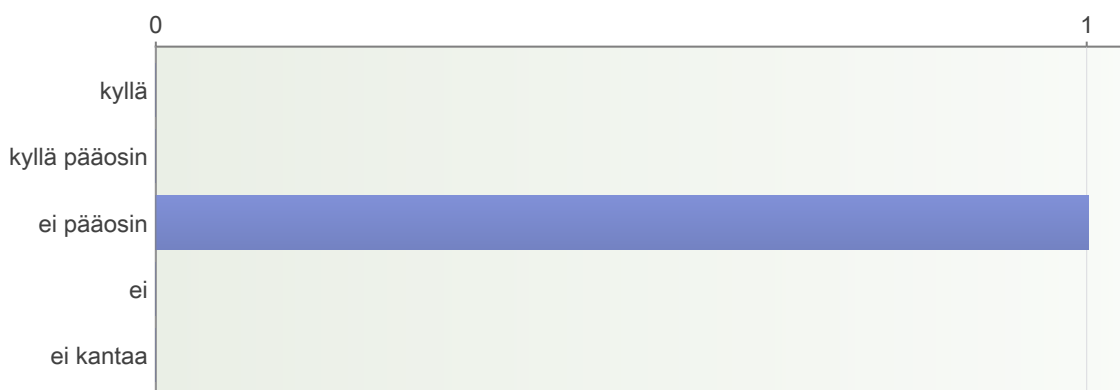 0 1
kyllä
kyllä pääosin
ei pääosin
ei
ei kantaa